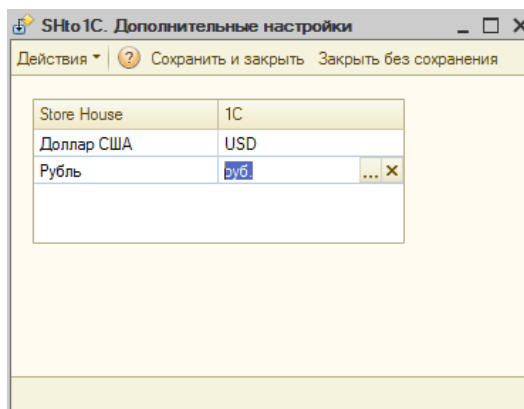 SHto1C. Дополнительные настройки
Действия Сохранить и закрыть Закрыть без сохранения
Store House 1С
Доллар США USD
Рубль руб. ...